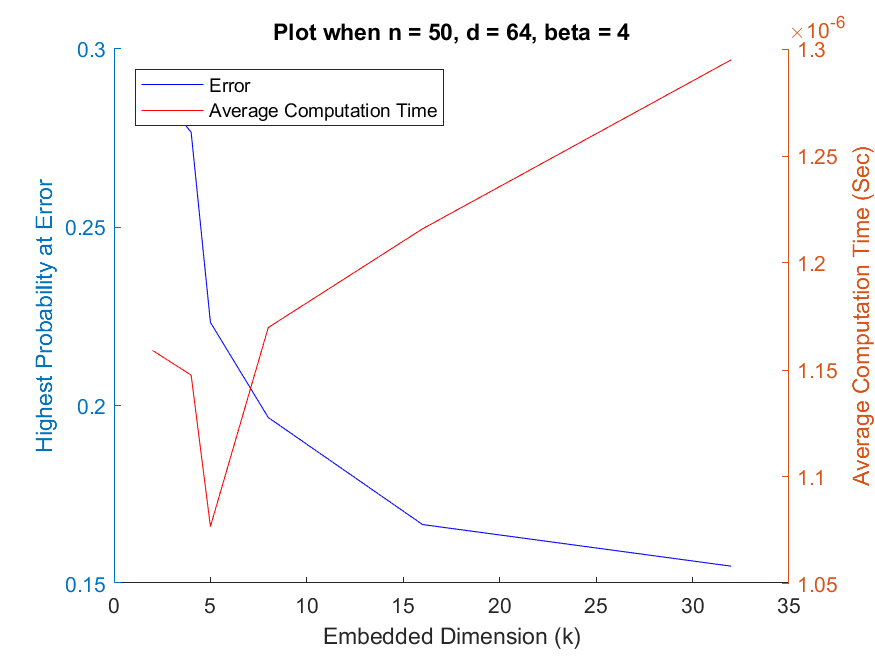 Plot when n = 50, d = 64, beta = 4
×10-6
Error
Average Computation Time
Highest Probability at Error
0.3
0.25
0.2
0.15
Average Computation Time (Sec)
1.3
1.25
1.2
1.15
1.1
1.05
0 5 10 15 20 25 30 35
Embedded Dimension (k)